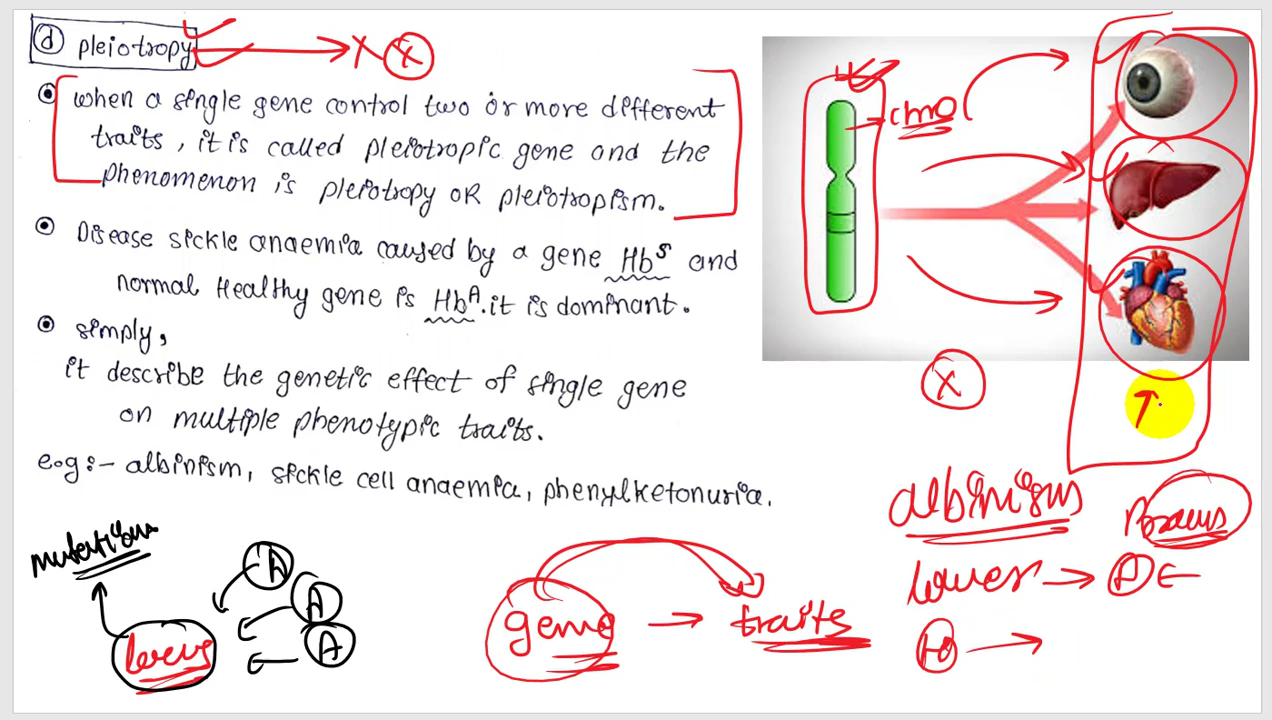 ⓓ pleiotropy
when a single gene control two or more different
traits, it is called pleiotropic gene and the
phenomenon is pleiotropy OR pleiotropism.
Disease sickle anaemia caused by a gene Hbˢ and
normal Healthy gene is Hbᴬ. it is dominant.
simply,
it describe the genetic effect of single gene
on multiple phenotypic traits.
e.g:- albinism, sickle cell anaemia, phenylketonuria.
gene → traits
locus
A
A
A
X
albinism